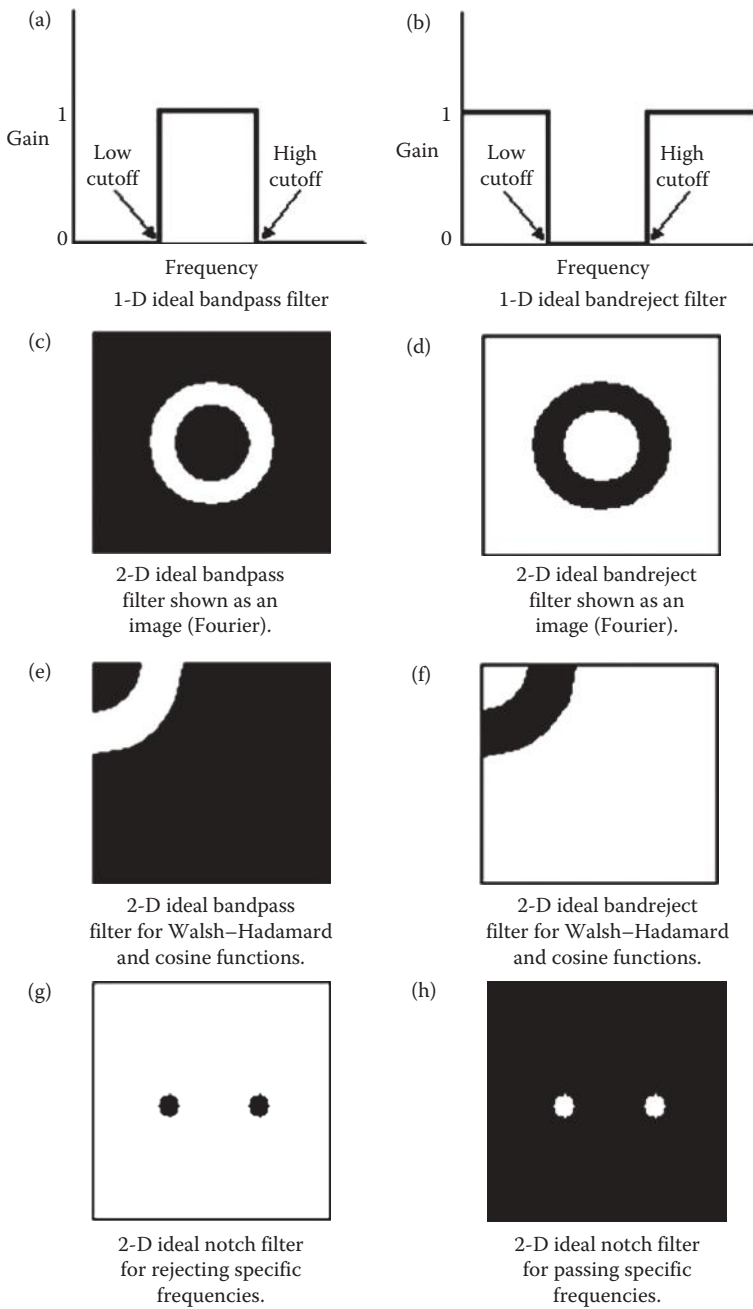 (a)
1
Gain
Low
cutoff
High
cutoff
0
Frequency
1-D ideal bandpass filter
(b)
1
Gain
Low
cutoff
High
cutoff
0
Frequency
1-D ideal bandreject filter
(c)
2-D ideal bandpass
filter shown as an
image (Fourier).
(d)
2-D ideal bandreject
filter shown as an
image (Fourier).
(e)
2-D ideal bandpass
filter for Walsh–Hadamard
and cosine functions.
(f)
2-D ideal bandreject
filter for Walsh–Hadamard
and cosine functions.
(g)
2-D ideal notch filter
for rejecting specific
frequencies.
(h)
2-D ideal notch filter
for passing specific
frequencies.